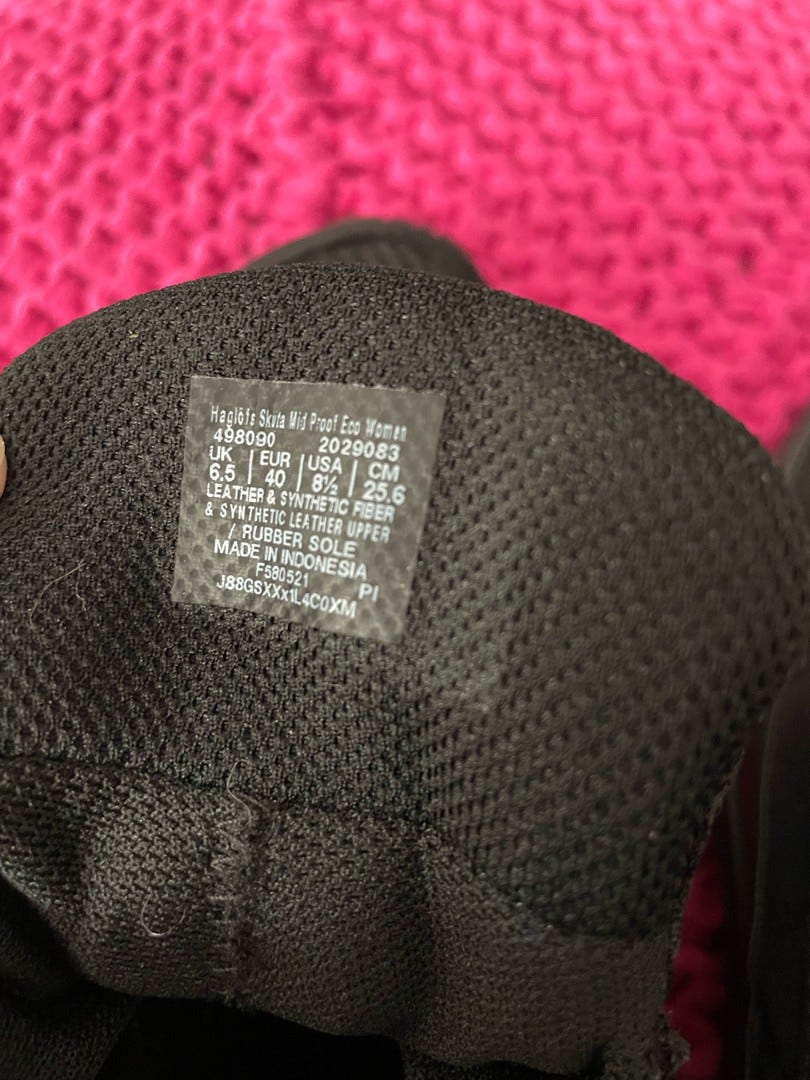 Haglöfs Skuta Mid Proof Eco Women
498090 2029083
UK | EUR | USA | CM
6.5 | 40 | 8½ | 25.6
LEATHER & SYNTHETIC FIBER
& SYNTHETIC LEATHER UPPER
/ RUBBER SOLE
MADE IN INDONESIA
F580521 PI
J88GSXXx1L4C0XM